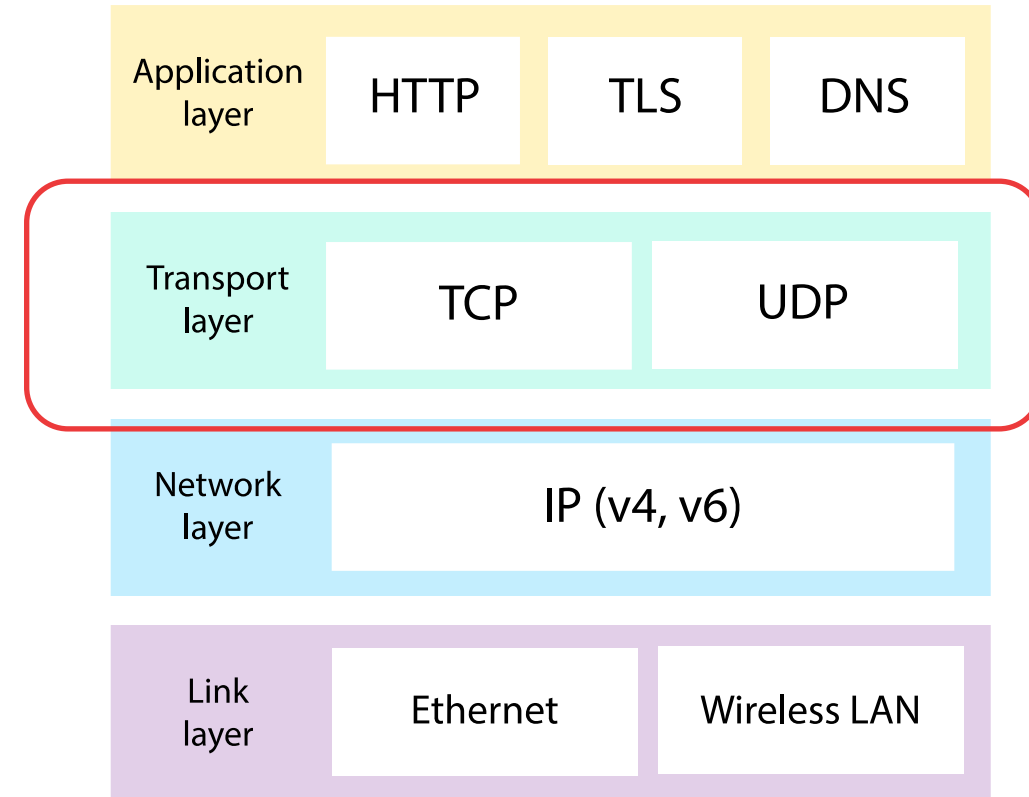 Application
layer
HTTP
TLS
DNS
Transport
layer
TCP
UDP
Network
layer
IP (v4, v6)
Link
layer
Ethernet
Wireless LAN